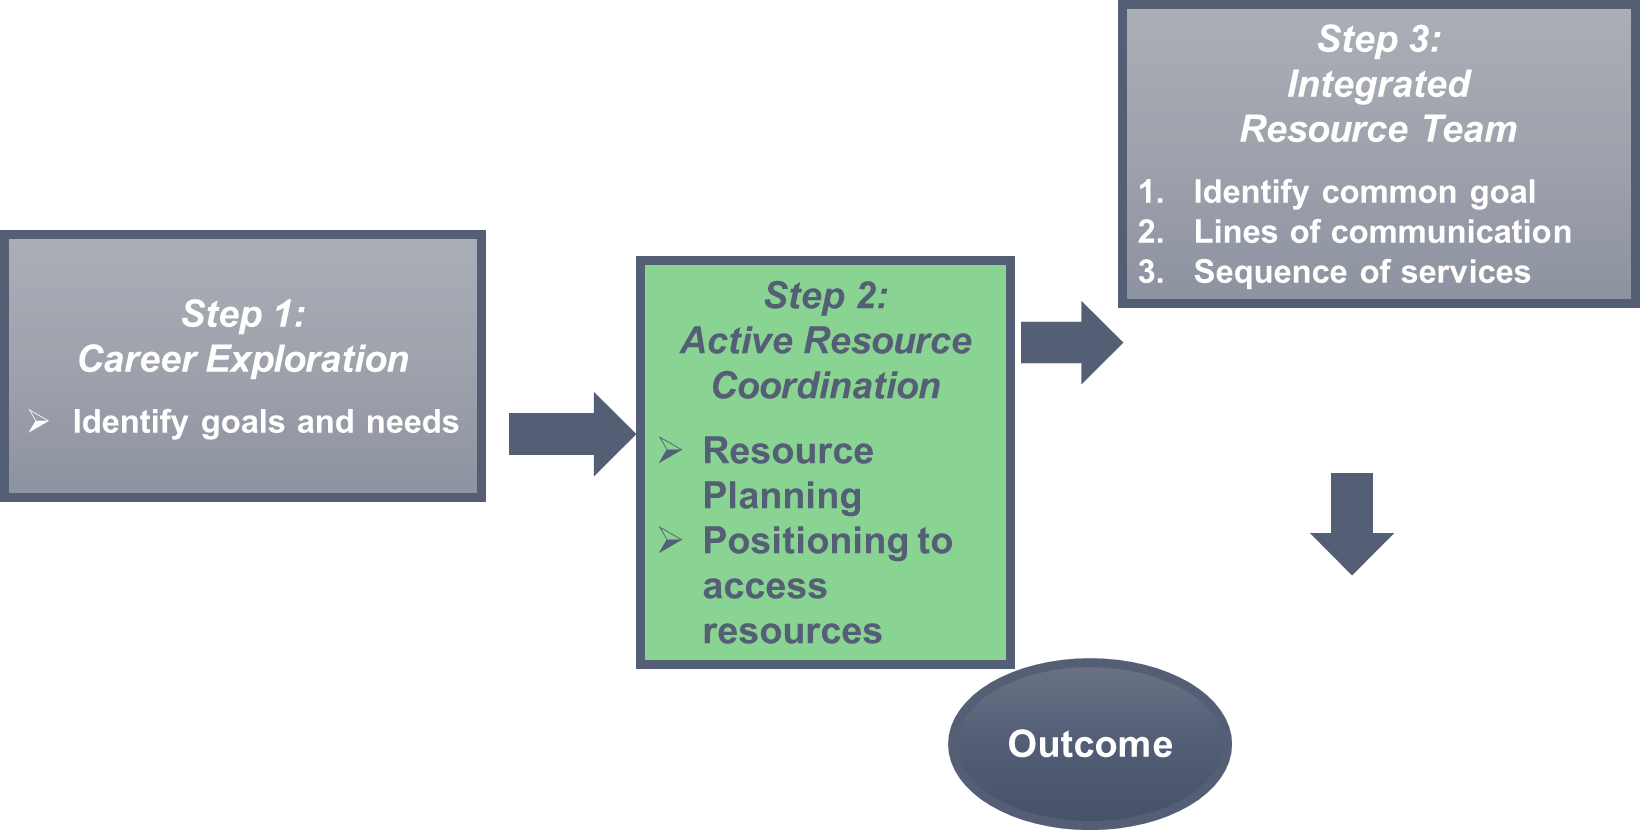 Step 1:
Career Exploration
➢ Identify goals and needs
Step 2:
Active Resource
Coordination
➢ Resource
Planning
➢ Positioning to
access
resources
Step 3:
Integrated
Resource Team
1. Identify common goal
2. Lines of communication
3. Sequence of services
Outcome